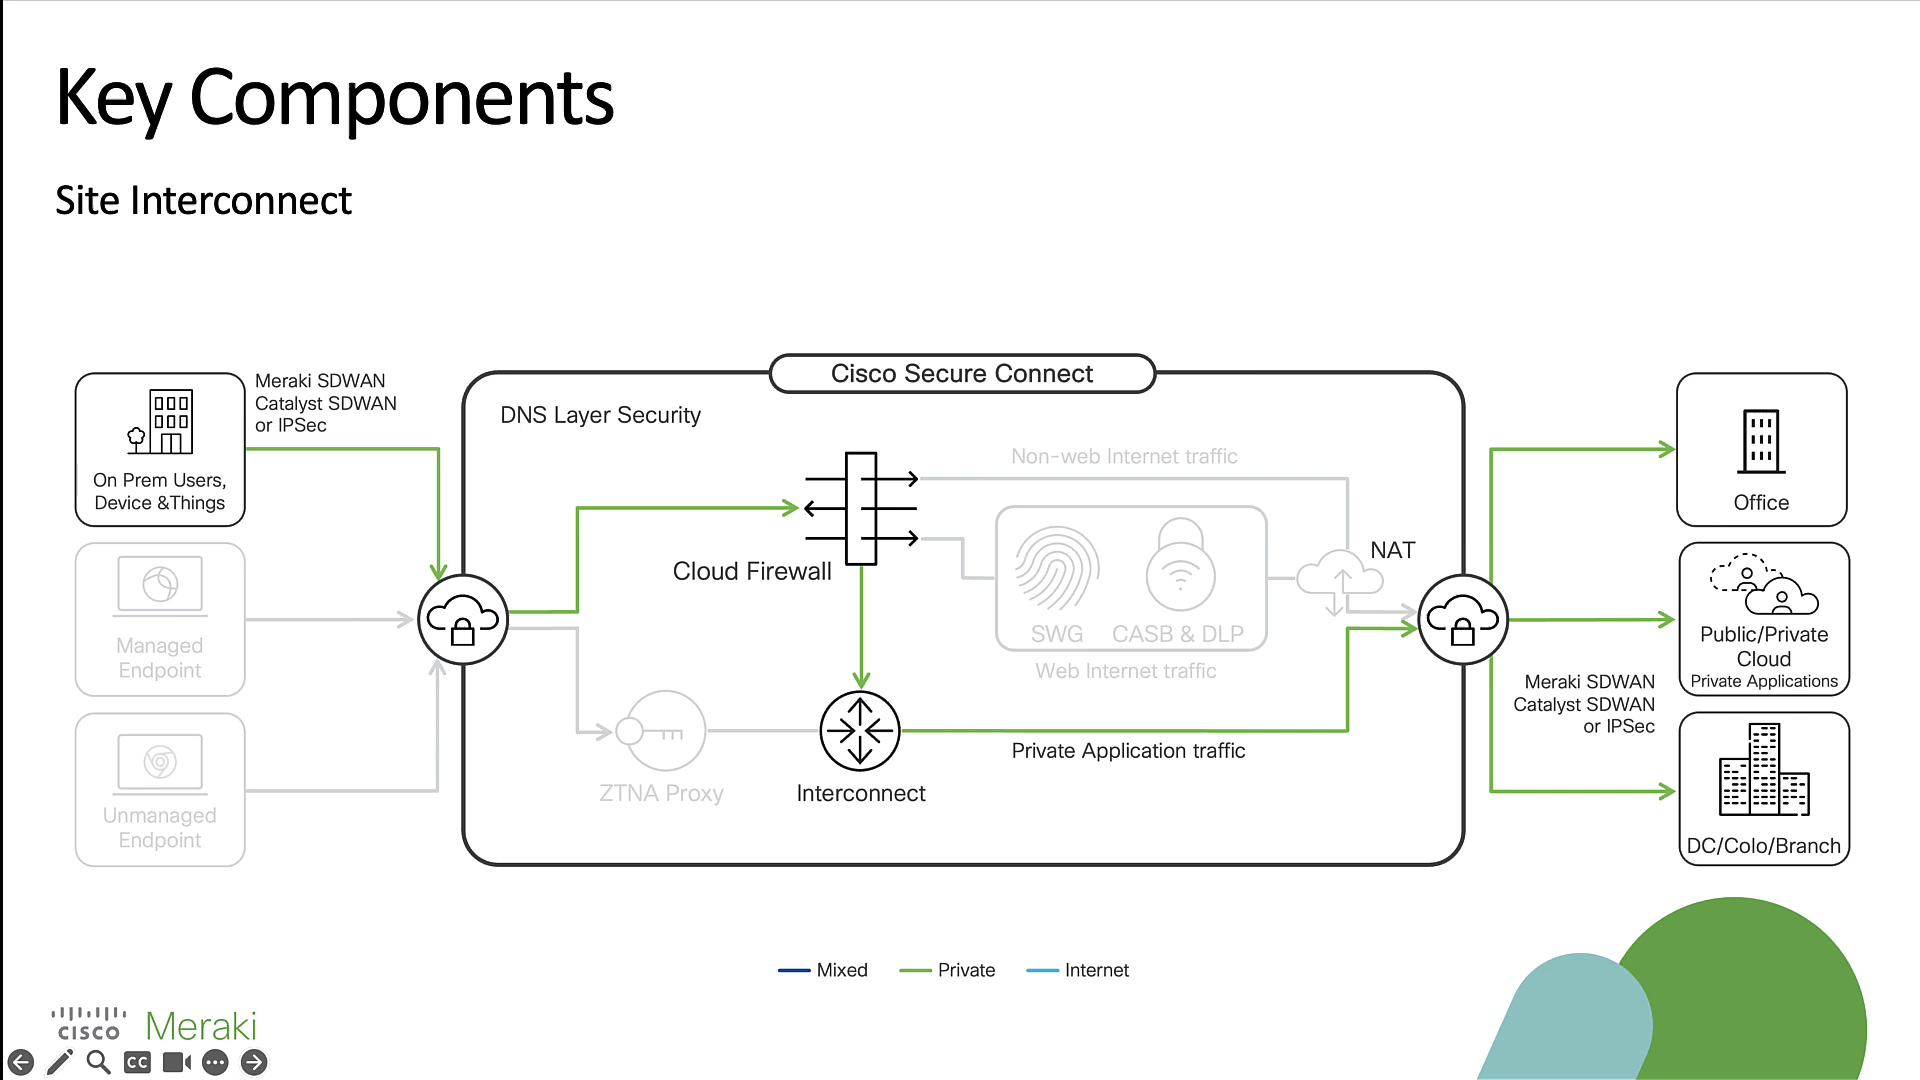 Key Components
Site Interconnect
Cisco Secure Connect
Meraki SDWAN
Catalyst SDWAN
or IPSec
DNS Layer Security
On Prem Users,
Device &Things
Managed
Endpoint
Unmanaged
Endpoint
Non-web Internet traffic
Cloud Firewall
NAT
SWG
CASB & DLP
Web Internet traffic
ZTNA Proxy
Interconnect
Private Application traffic
Office
Public/Private
Cloud
Private Applications
Meraki SDWAN
Catalyst SDWAN
or IPSec
DC/Colo/Branch
Mixed
Private
Internet
CISCO Meraki
CC